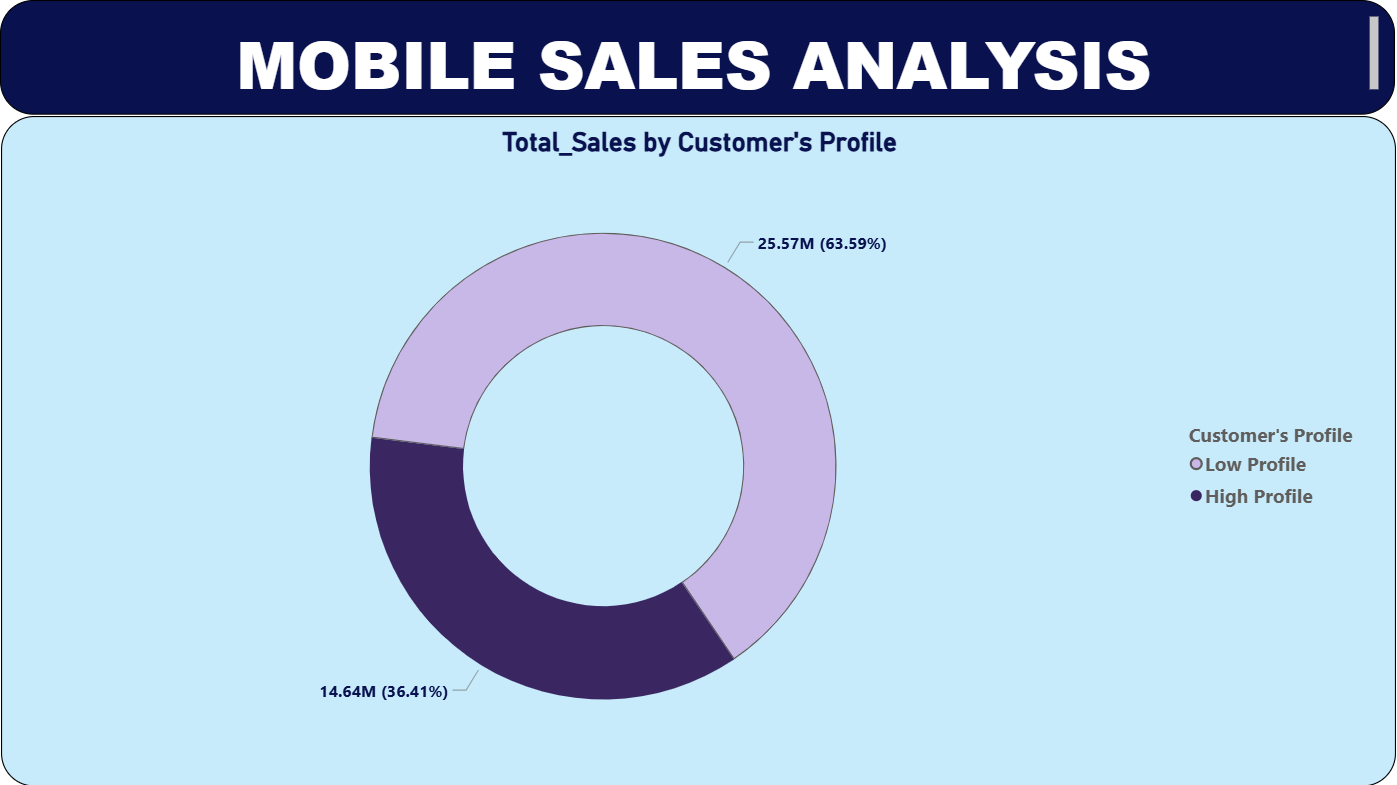 MOBILE SALES ANALYSIS
Total_Sales by Customer's Profile
25.57M (63.59%)
Customer's Profile
Low Profile
High Profile
14.64M (36.41%)